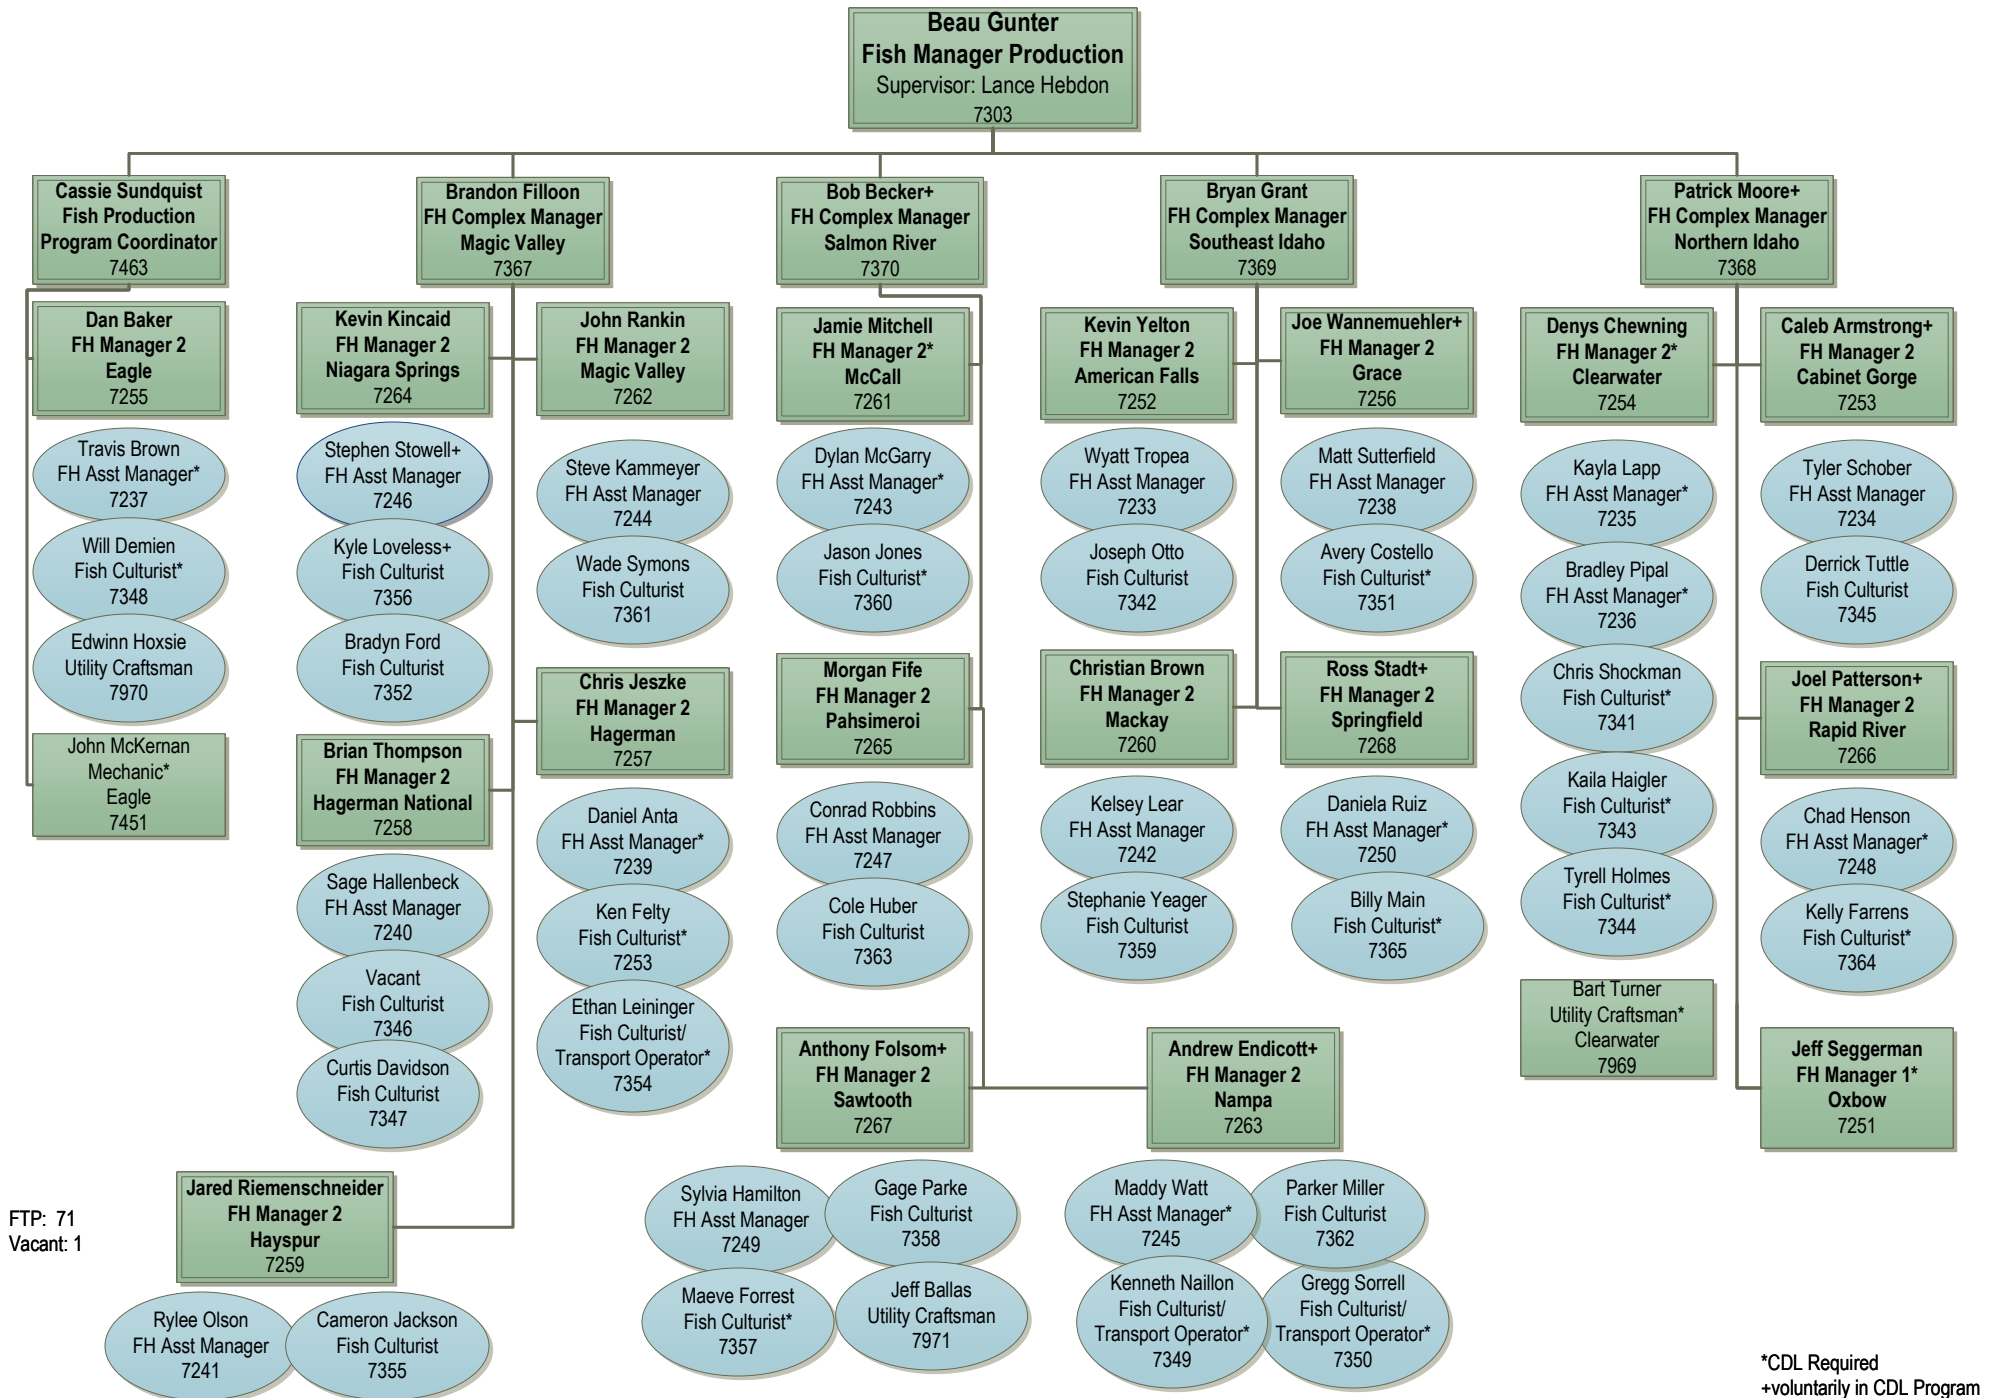 Beau Gunter
Fish Manager Production
Supervisor: Lance Hebdon
7303
Cassie Sundquist
Fish Production
Program Coordinator
7463
Brandon Filloon
FH Complex Manager
Magic Valley
7367
Bob Becker+
FH Complex Manager
Salmon River
7370
Bryan Grant
FH Complex Manager
Southeast Idaho
7369
Patrick Moore+
FH Complex Manager
Northern Idaho
7368
Dan Baker
FH Manager 2
Eagle
7255
Travis Brown
FH Asst Manager*
7237
Will Demien
Fish Culturist*
7348
Edwinn Hoxsie
Utility Craftsman
7970
John McKernan
Mechanic*
Eagle
7451
Kevin Kincaid
FH Manager 2
Niagara Springs
7264
Stephen Stowell+
FH Asst Manager
7246
Kyle Loveless+
Fish Culturist
7356
Bradyn Ford
Fish Culturist
7352
John Rankin
FH Manager 2
Magic Valley
7262
Steve Kammeyer
FH Asst Manager
7244
Wade Symons
Fish Culturist
7361
Chris Jeszke
FH Manager 2
Hagerman
7257
Daniel Anta
FH Asst Manager*
7239
Ken Felty
Fish Culturist*
7253
Ethan Leininger
Fish Culturist/
Transport Operator*
7354
Brian Thompson
FH Manager 2
Hagerman National
7258
Sage Hallenbeck
FH Asst Manager
7240
Vacant
Fish Culturist
7346
Curtis Davidson
Fish Culturist
7347
Jared Riemenschneider
FH Manager 2
Hayspur
7259
Rylee Olson
FH Asst Manager
7241
Cameron Jackson
Fish Culturist
7355
Jamie Mitchell
FH Manager 2*
McCall
7261
Dylan McGarry
FH Asst Manager*
7243
Jason Jones
Fish Culturist*
7360
Morgan Fife
FH Manager 2
Pahsimeroi
7265
Conrad Robbins
FH Asst Manager
7247
Cole Huber
Fish Culturist
7363
Anthony Folsom+
FH Manager 2
Sawtooth
7267
Sylvia Hamilton
FH Asst Manager
7249
Gage Parke
Fish Culturist
7358
Maeve Forrest
Fish Culturist*
7357
Jeff Ballas
Utility Craftsman
7971
Andrew Endicott+
FH Manager 2
Nampa
7263
Maddy Watt
FH Asst Manager*
7245
Parker Miller
Fish Culturist
7362
Kenneth Naillon
Fish Culturist/
Transport Operator*
7349
Gregg Sorrell
Fish Culturist/
Transport Operator*
7350
Kevin Yelton
FH Manager 2
American Falls
7252
Wyatt Tropea
FH Asst Manager
7233
Joseph Otto
Fish Culturist
7342
Joe Wannemuehler+
FH Manager 2
Grace
7256
Matt Sutterfield
FH Asst Manager
7238
Avery Costello
Fish Culturist*
7351
Christian Brown
FH Manager 2
Mackay
7260
Kelsey Lear
FH Asst Manager
7242
Stephanie Yeager
Fish Culturist
7359
Ross Stadt+
FH Manager 2
Springfield
7268
Daniela Ruiz
FH Asst Manager*
7250
Billy Main
Fish Culturist*
7365
Denys Chewning
FH Manager 2*
Clearwater
7254
Kayla Lapp
FH Asst Manager*
7235
Bradley Pipal
FH Asst Manager*
7236
Chris Shockman
Fish Culturist*
7341
Kaila Haigler
Fish Culturist*
7343
Tyrell Holmes
Fish Culturist*
7344
Bart Turner
Utility Craftsman*
Clearwater
7969
Caleb Armstrong+
FH Manager 2
Cabinet Gorge
7253
Tyler Schober
FH Asst Manager
7234
Derrick Tuttle
Fish Culturist
7345
Joel Patterson+
FH Manager 2
Rapid River
7266
Chad Henson
FH Asst Manager*
7248
Kelly Farrens
Fish Culturist*
7364
Jeff Seggerman
FH Manager 1*
Oxbow
7251
FTP: 71
Vacant: 1
*CDL Required
+voluntarily in CDL Program